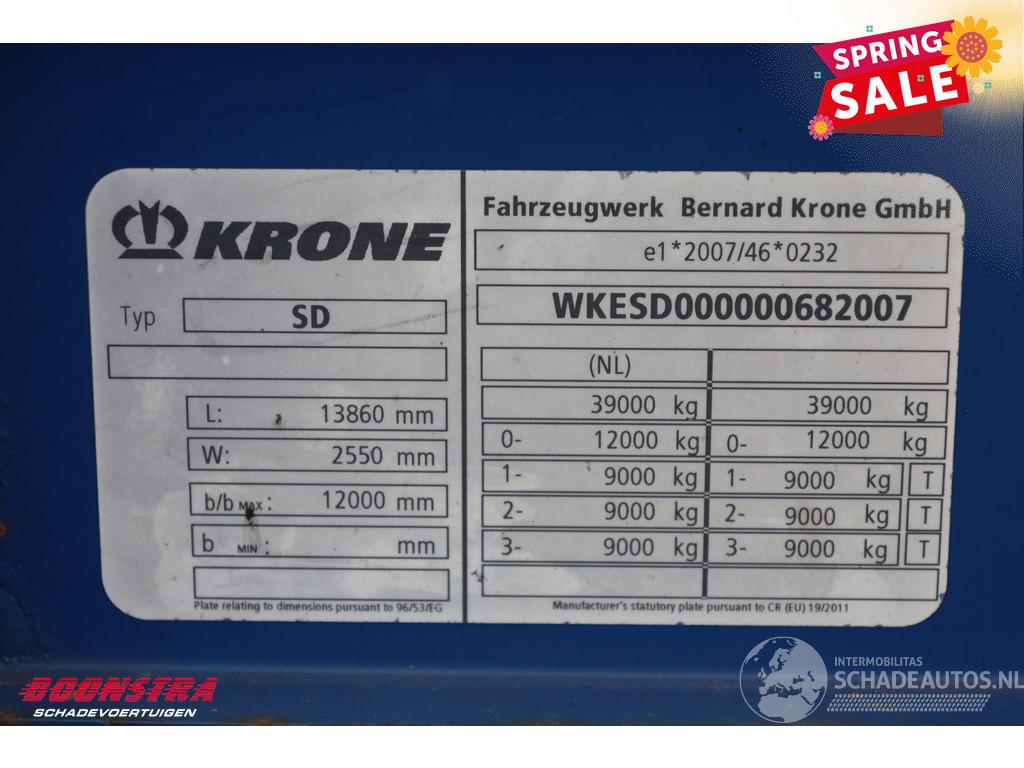 SPRING
SALE
KRONE
Typ SD
L: 13860 mm
W: 2550 mm
b/b MAX : 12000 mm
b MIN : mm
Plate relating to dimensions pursuant to 96/53/EG
Fahrzeugwerk Bernard Krone GmbH
e1*2007/46*0232
WKESD000000682007
(NL)
39000 kg 39000 kg
0- 12000 kg 0- 12000 kg
1- 9000 kg 1- 9000 kg T
2- 9000 kg 2- 9000 kg T
3- 9000 kg 3- 9000 kg T
Manufacturer's statutory plate pursuant to CR (EU) 19/2011
BOONSTRA
SCHADEVOERTUIGEN
INTERMOBILITAS
SCHADEAUTOS.NL